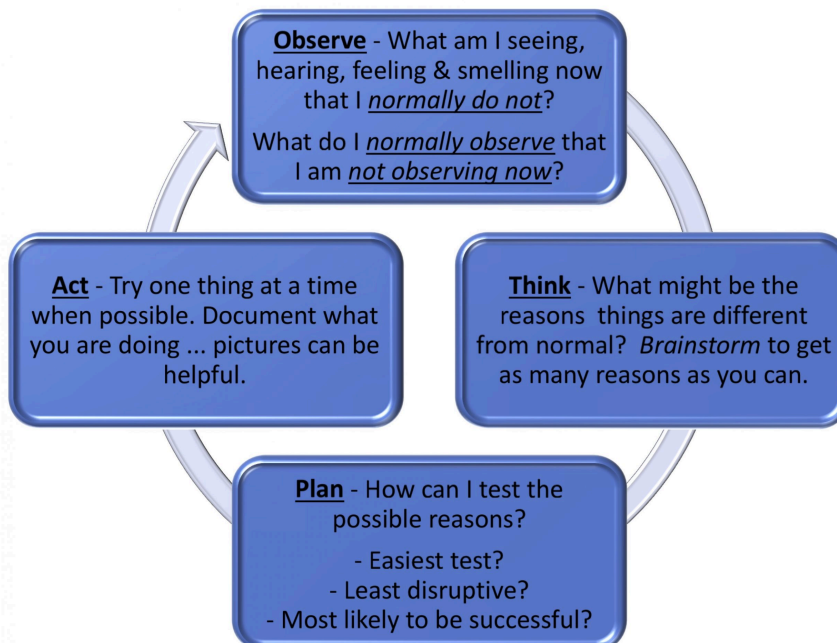 Observe - What am I seeing,
hearing, feeling & smelling now
that I normally do not?
What do I normally observe that
I am not observing now?
Think - What might be the
reasons  things are different
from normal?  Brainstorm to get
as many reasons as you can.
Plan - How can I test the
possible reasons?
- Easiest test?
- Least disruptive?
- Most likely to be successful?
Act - Try one thing at a time
when possible. Document what
you are doing ... pictures can be
helpful.